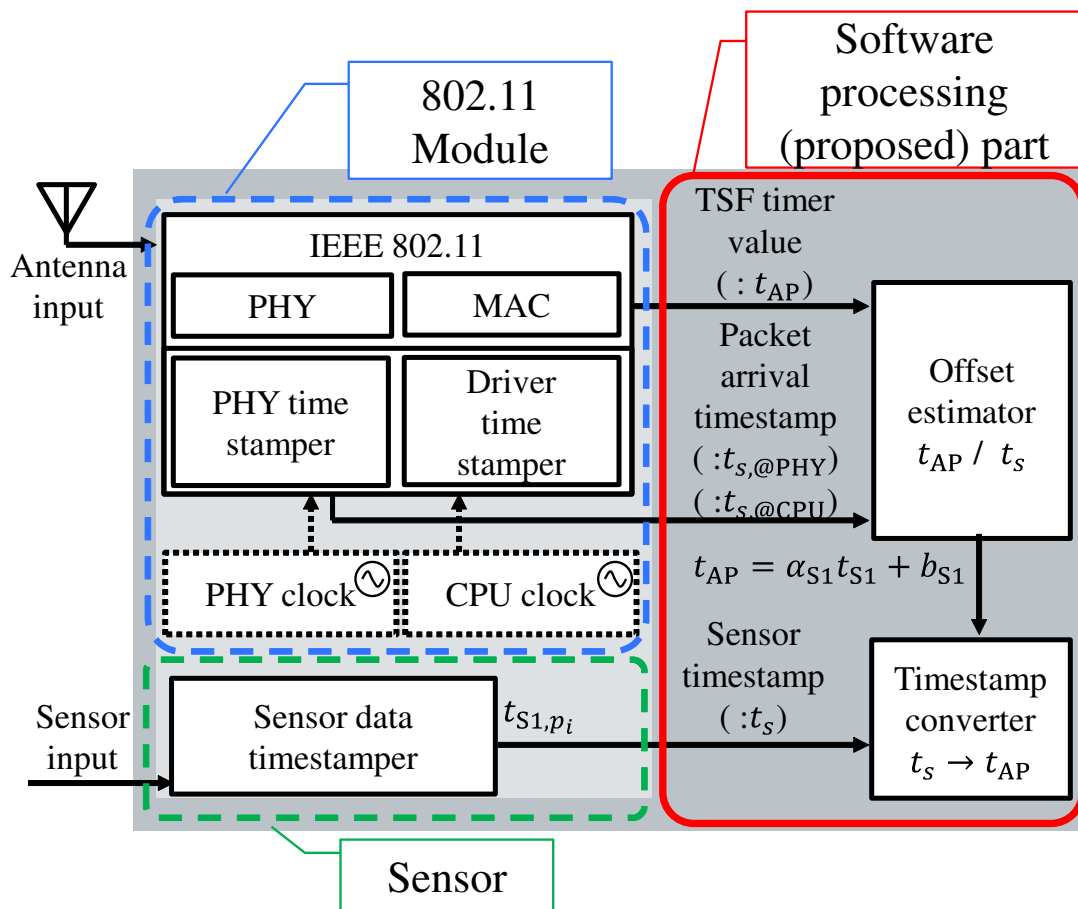 802.11
Module
Software
processing
(proposed) part
Antenna
input
IEEE 802.11
PHY
MAC
PHY time
stamper
Driver
time
stamper
PHY clock
CPU clock
TSF timer
value
( : t_AP)
Packet
arrival
timestamp
( :t_s,@PHY)
( :t_s,@CPU)
Offset
estimator
t_AP / t_s
t_AP = α_S1 t_S1 + b_S1
Sensor
input
Sensor data
timestamper
t_S1,p_i
Sensor
timestamp
( :t_s)
Timestamp
converter
t_s → t_AP
Sensor